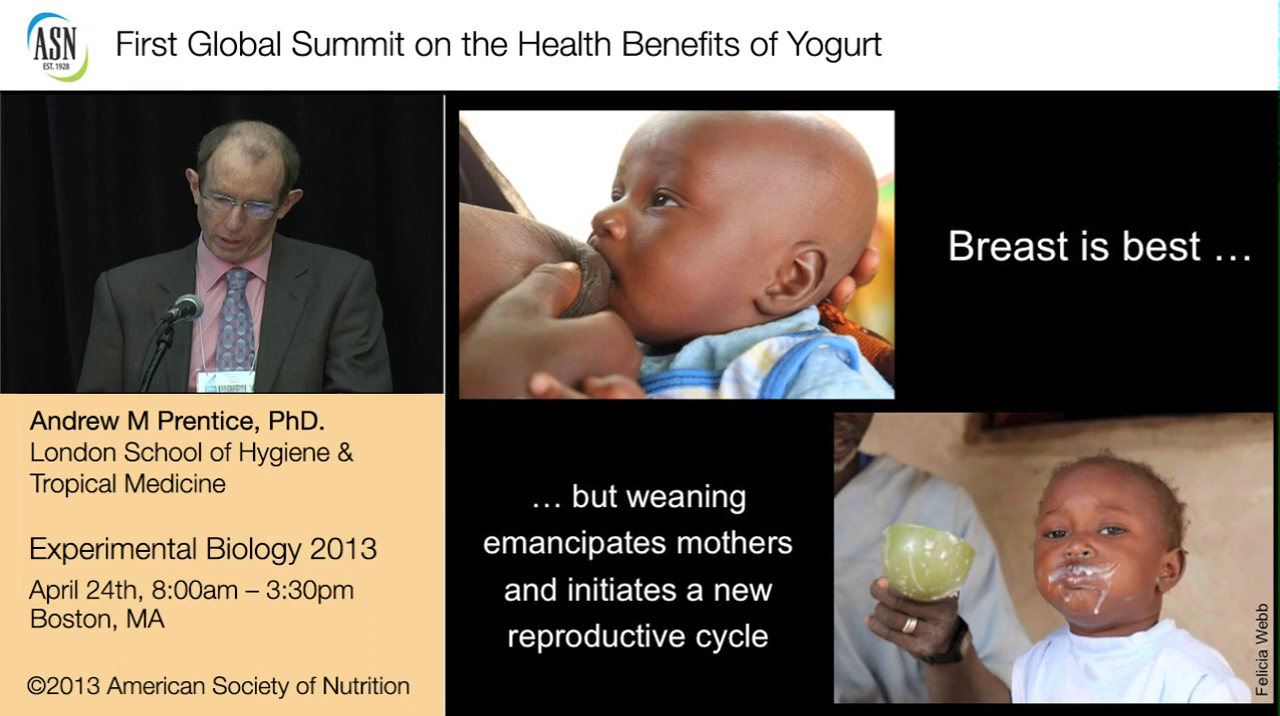 ASN
EST. 1928
First Global Summit on the Health Benefits of Yogurt
Andrew M Prentice, PhD.
London School of Hygiene &
Tropical Medicine
Experimental Biology 2013
April 24th, 8:00am – 3:30pm
Boston, MA
©2013 American Society of Nutrition
Breast is best …
… but weaning
emancipates mothers
and initiates a new
reproductive cycle
Felicia Webb